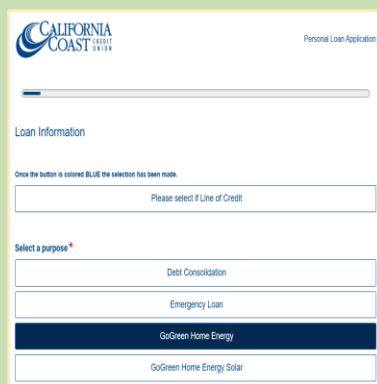 CALIFORNIA
COAST CREDIT UNION
Personal Loan Application
Loan Information
Once the button is colored BLUE the selection has been made.
Please select if Line of Credit
Select a purpose *
Debt Consolidation
Emergency Loan
GoGreen Home Energy
GoGreen Home Energy Solar